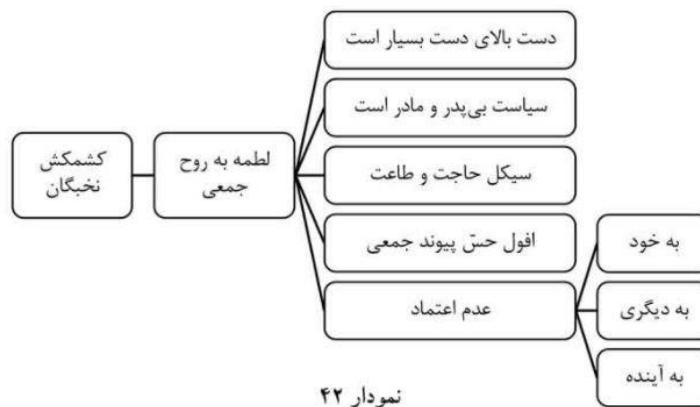 کشمکش
نخبگان
لطمه به روح
جمعی
دست بالای دست بسیار است
سیاست بی‌پدر و مادر است
سیکل حاجت و طاعت
افول حسّ پیوند جمعی
عدم اعتماد
به خود
به دیگری
به آینده
نمودار ۴۲